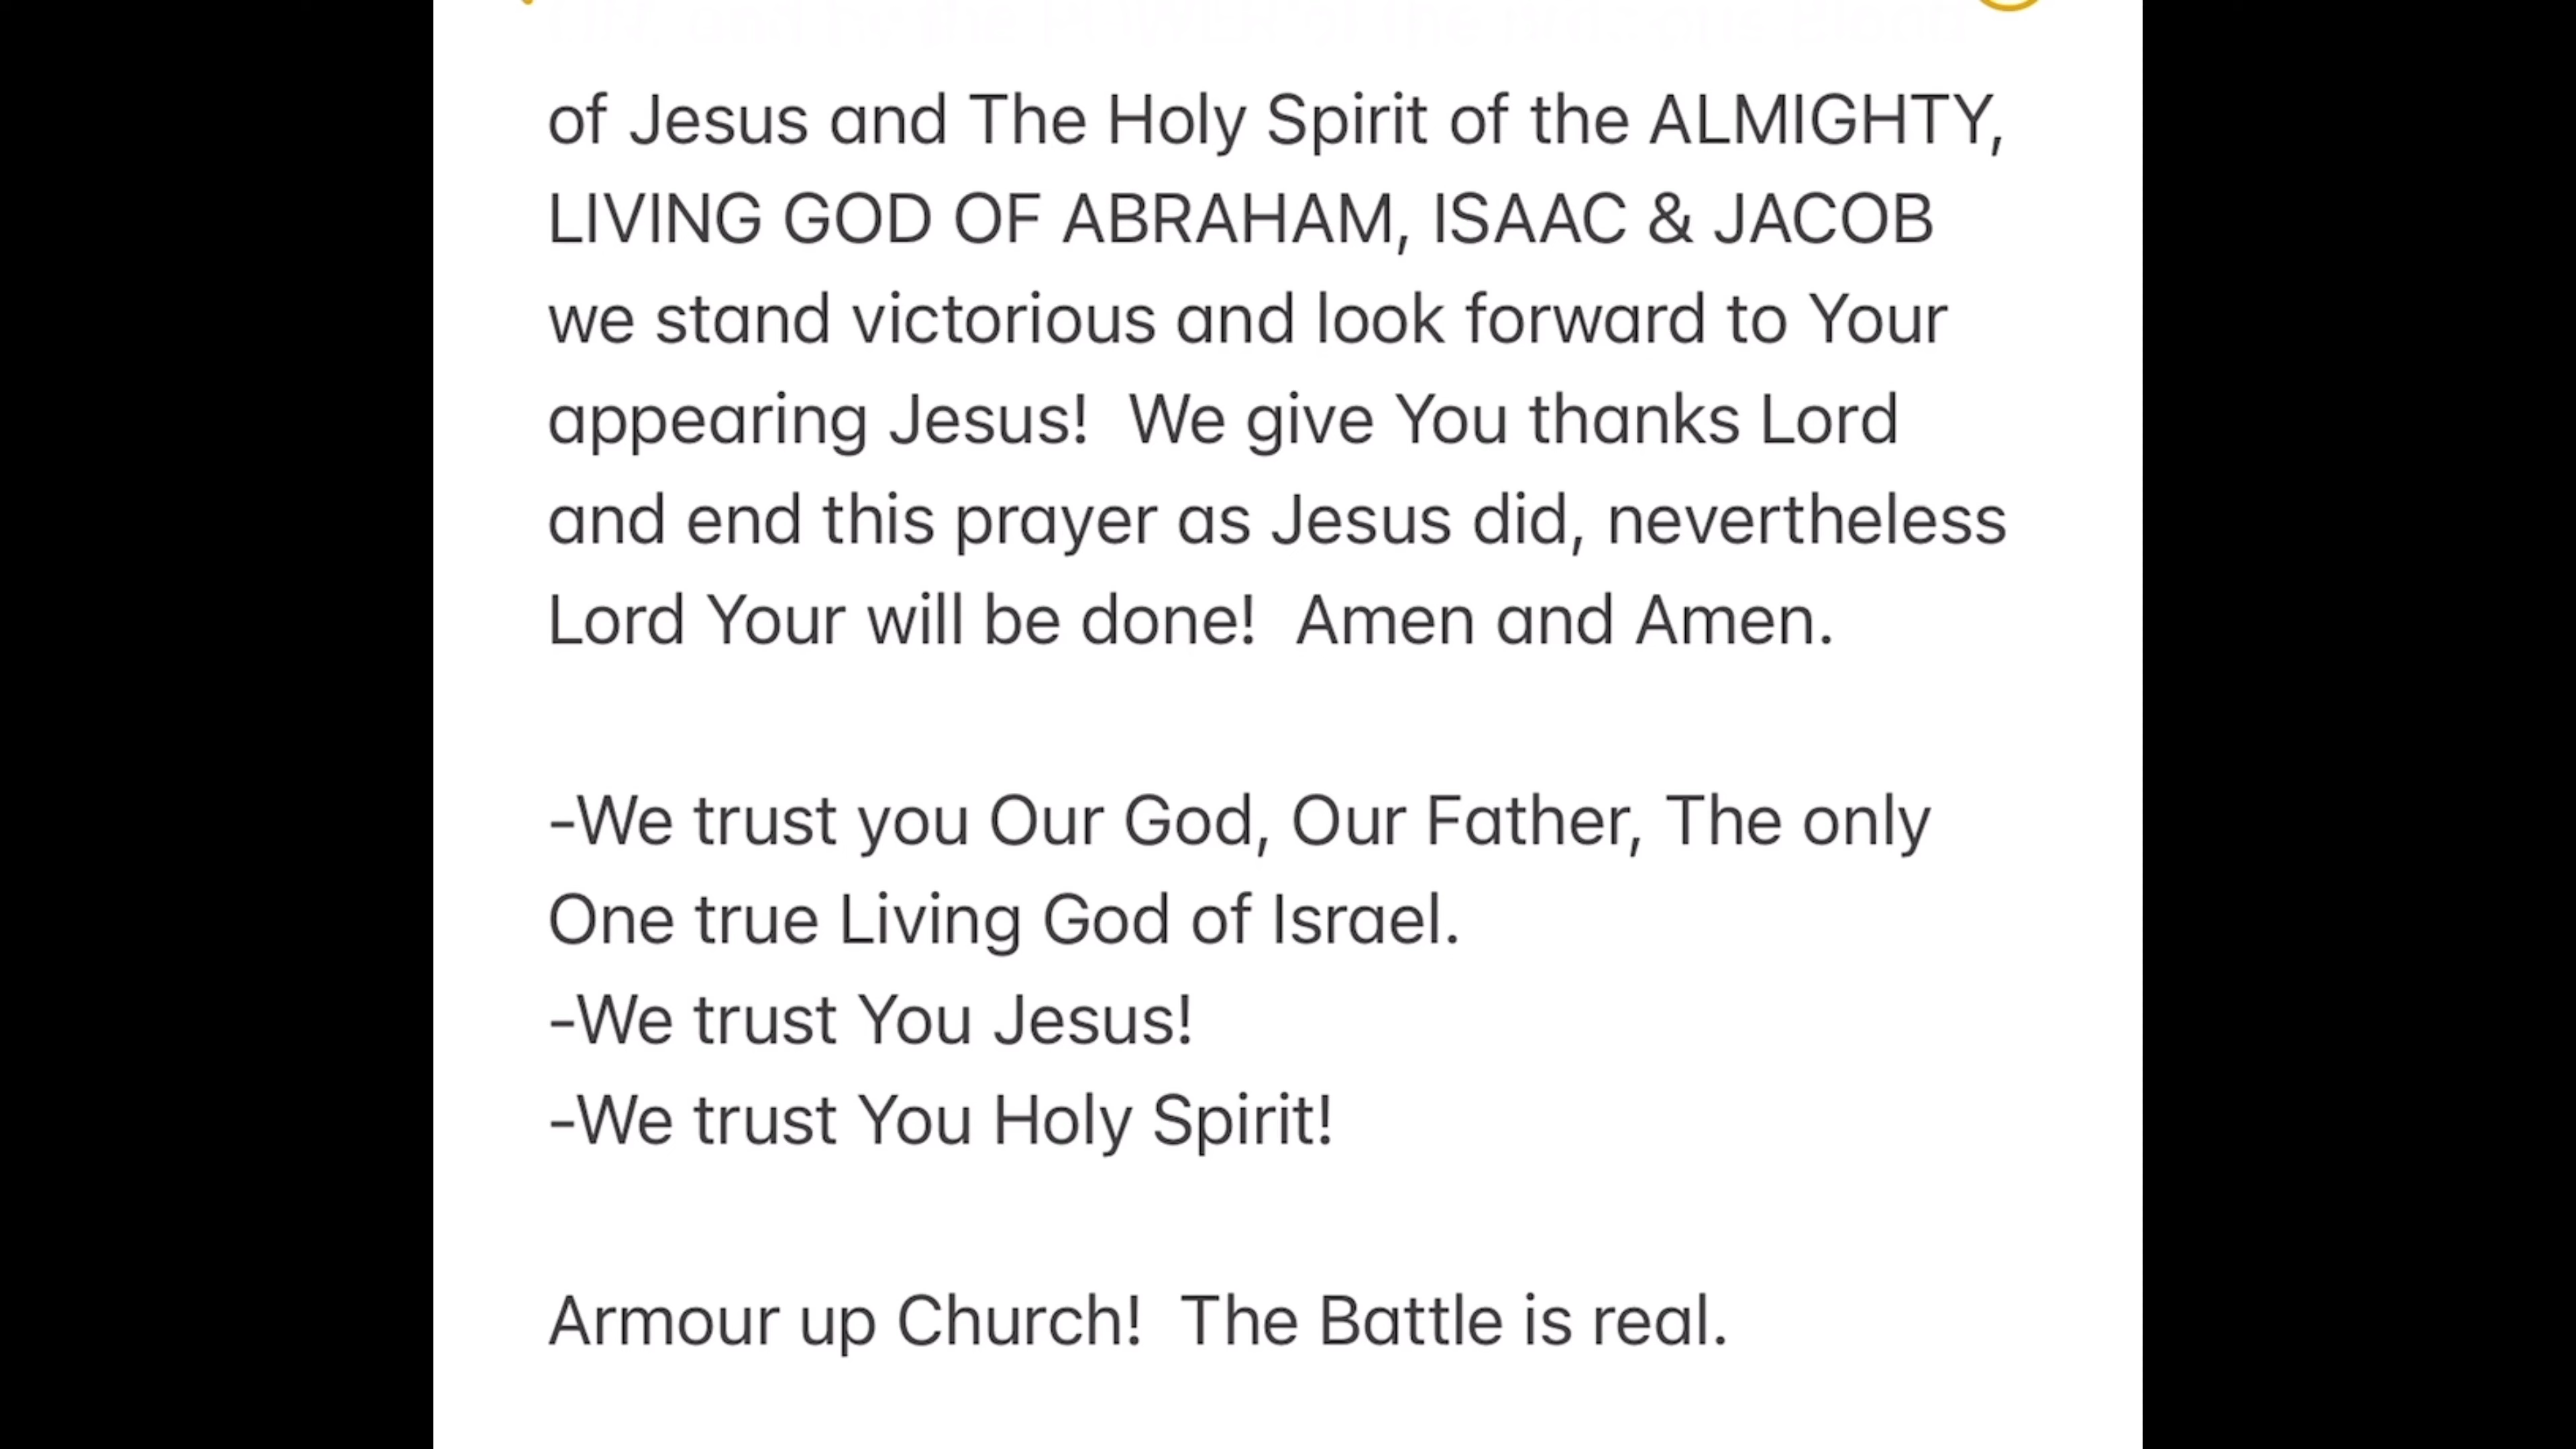 of Jesus and The Holy Spirit of the ALMIGHTY,
LIVING GOD OF ABRAHAM, ISAAC & JACOB
we stand victorious and look forward to Your
appearing Jesus!  We give You thanks Lord
and end this prayer as Jesus did, nevertheless
Lord Your will be done!  Amen and Amen.
-We trust you Our God, Our Father, The only
One true Living God of Israel.
-We trust You Jesus!
-We trust You Holy Spirit!
Armour up Church!  The Battle is real.